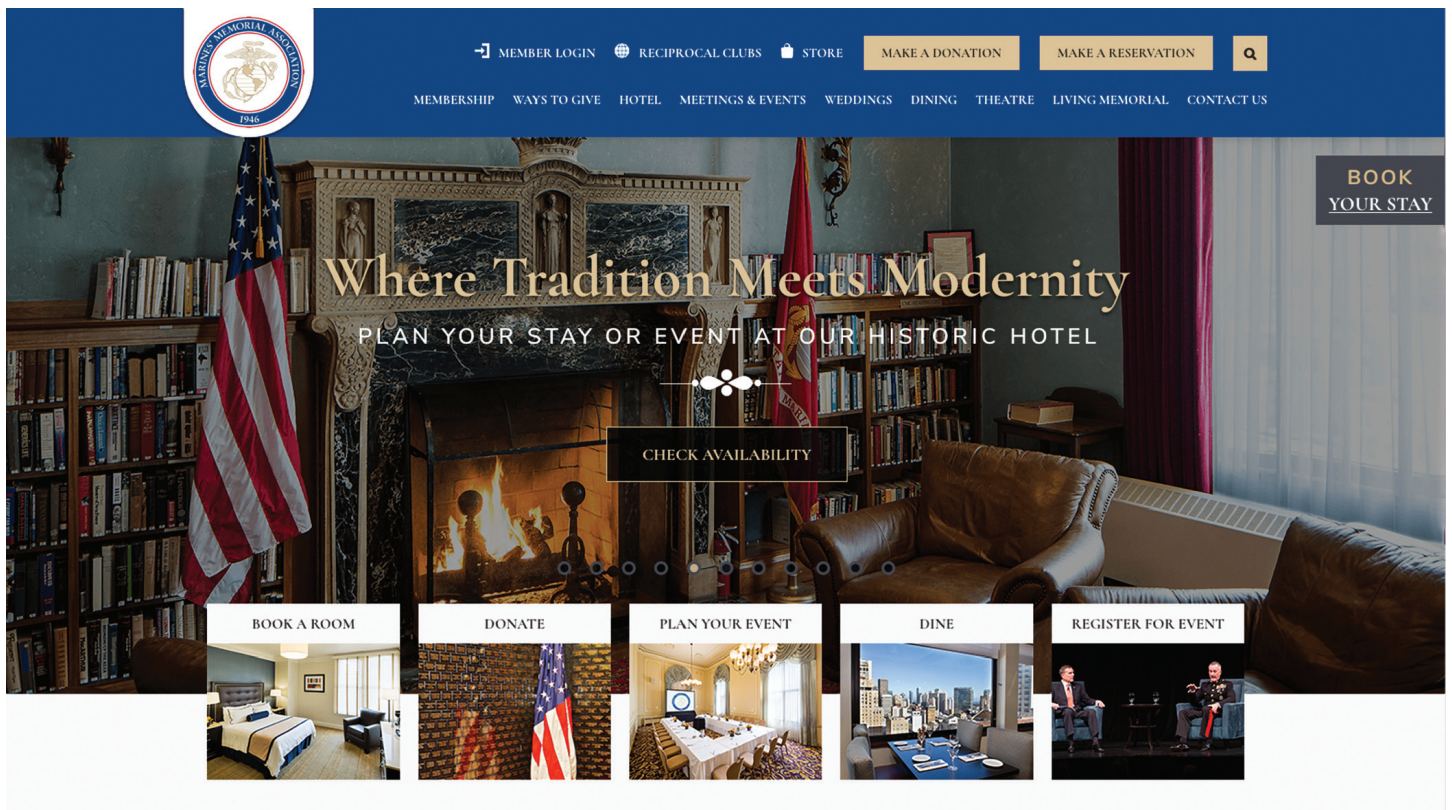 MARINES' MEMORIAL ASSOCIATION
1946
MEMBER LOGIN
RECIPROCAL CLUBS
STORE
MAKE A DONATION
MAKE A RESERVATION
MEMBERSHIP
WAYS TO GIVE
HOTEL
MEETINGS & EVENTS
WEDDINGS
DINING
THEATRE
LIVING MEMORIAL
CONTACT US
BOOK
YOUR STAY
Where Tradition Meets Modernity
PLAN YOUR STAY OR EVENT AT OUR HISTORIC HOTEL
CHECK AVAILABILITY
BOOK A ROOM
DONATE
PLAN YOUR EVENT
DINE
REGISTER FOR EVENT